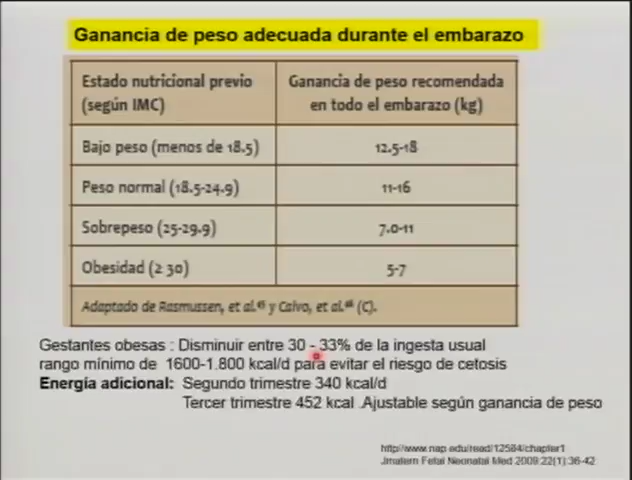 Ganancia de peso adecuada durante el embarazo
Estado nutricional previo
(según IMC)
Ganancia de peso recomendada
en todo el embarazo (kg)
Bajo peso (menos de 18.5)
12.5-18
Peso normal (18.5-24.9)
11-16
Sobrepeso (25-29.9)
7.0-11
Obesidad (≥ 30)
5-7
Adaptado de Rasmussen, et al. y Calvo, et al. (C).
Gestantes obesas : Disminuir entre 30 - 33% de la ingesta usual
rango mínimo de 1600-1.800 kcal/d para evitar el riesgo de cetosis
Energía adicional: Segundo trimestre 340 kcal/d
Tercer trimestre 452 kcal .Ajustable según ganancia de peso
http//www.nap.edu/read/12584/chapter1
Jmatern Fetal Neonatal Med 2009:22(1):36-42